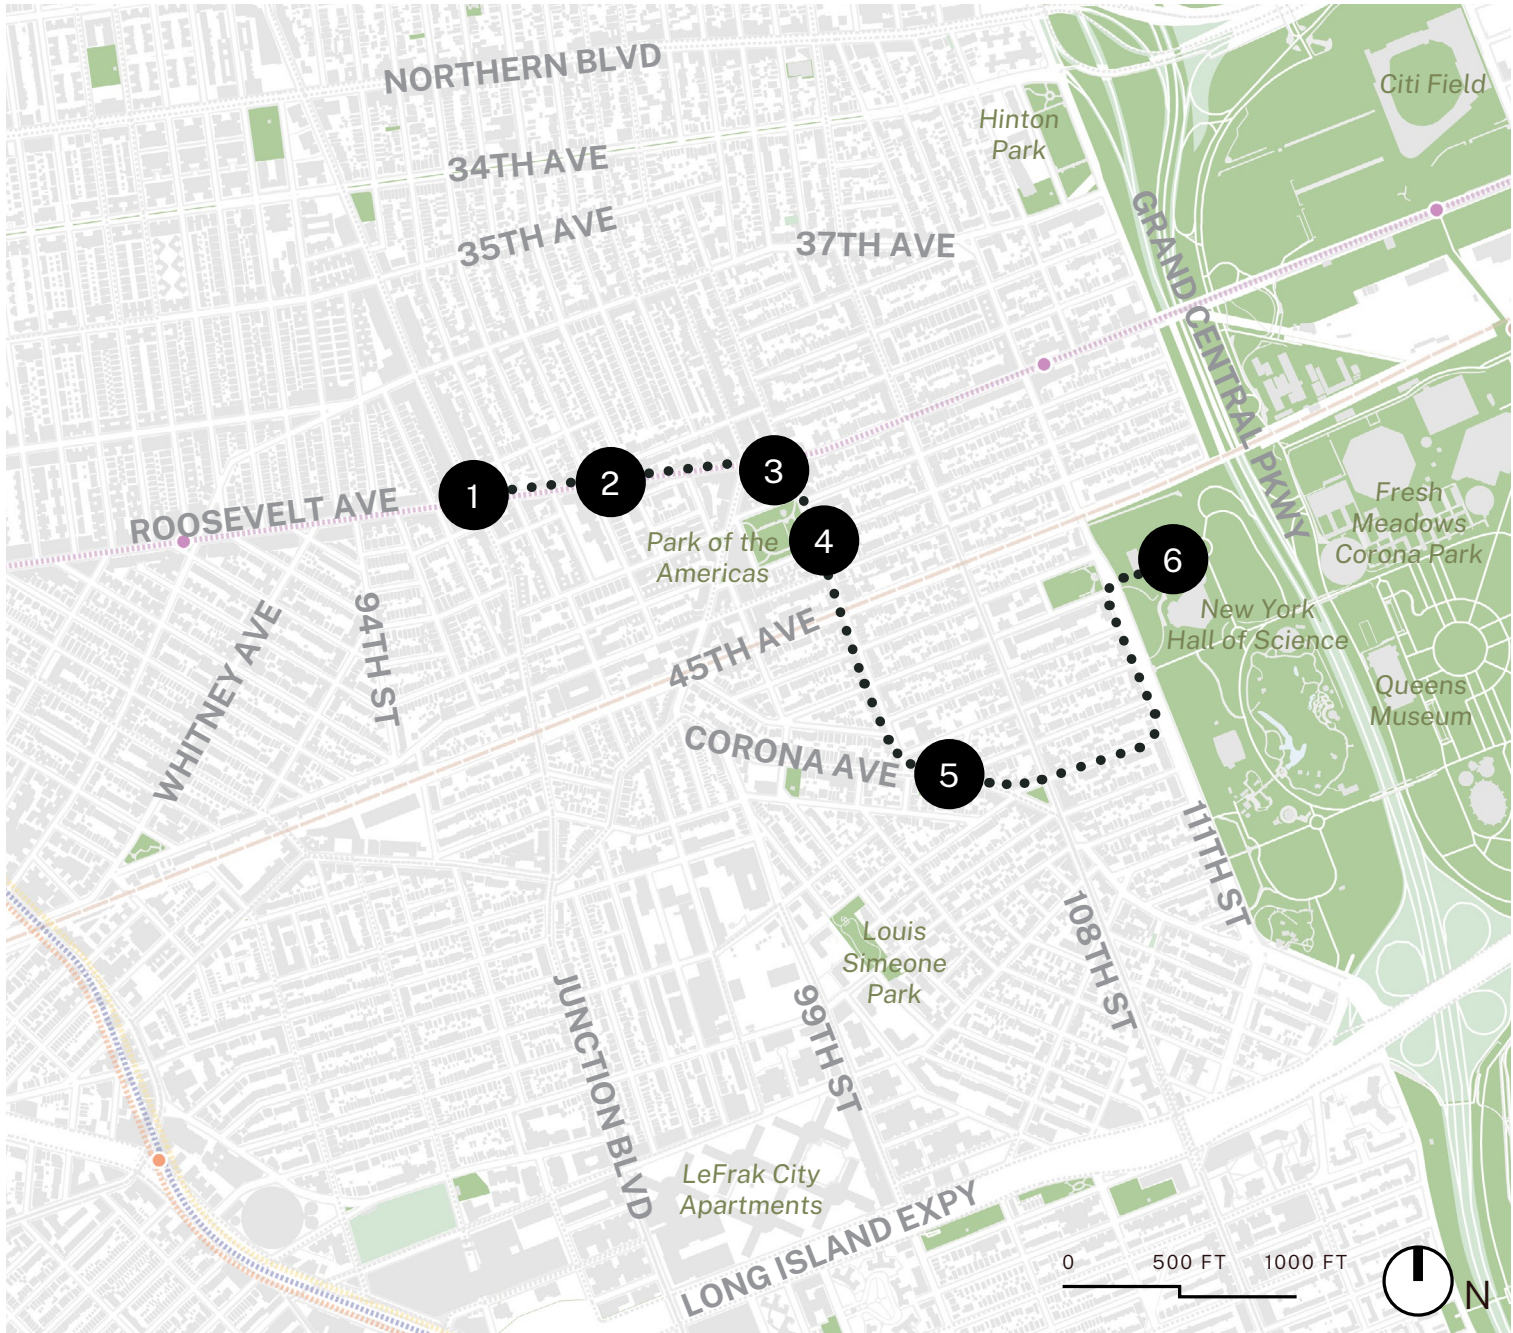 NORTHERN BLVD
Citi Field
Hinton
Park
34TH AVE
35TH AVE
37TH AVE
GRAND CENTRAL PKWY
ROOSEVELT AVE
1
2
3
4
5
6
Park of the
Americas
Fresh
Meadows
Corona Park
New York
Hall of Science
Queens
Museum
94TH ST
WHITNEY AVE
45TH AVE
CORONA AVE
111TH ST
108TH ST
Louis
Simeone
Park
99TH ST
JUNCTION BLVD
LeFrak City
Apartments
LONG ISLAND EXPY
0 500 FT 1000 FT
N